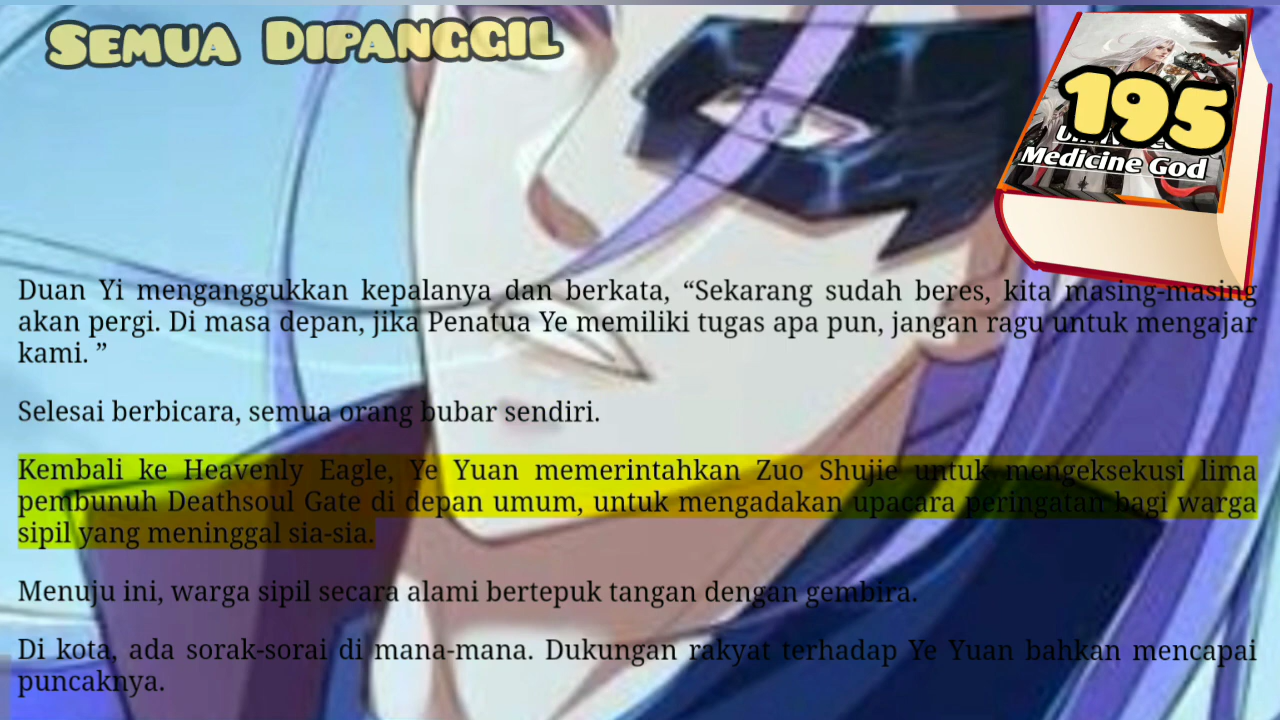 SEMUA DIPANGGIL
195
Medicine God
Duan Yi menganggukkan kepalanya dan berkata, “Sekarang sudah beres, kita masing-masing
akan pergi. Di masa depan, jika Penatua Ye memiliki tugas apa pun, jangan ragu untuk mengajar
kami. ”
Selesai berbicara, semua orang bubar sendiri.
Kembali ke Heavenly Eagle, Ye Yuan memerintahkan Zuo Shujie untuk mengeksekusi lima
pembunuh Deathsoul Gate di depan umum, untuk mengadakan upacara peringatan bagi warga
sipil yang meninggal sia-sia.
Menuju ini, warga sipil secara alami bertepuk tangan dengan gembira.
Di kota, ada sorak-sorai di mana-mana. Dukungan rakyat terhadap Ye Yuan bahkan mencapai
puncaknya.